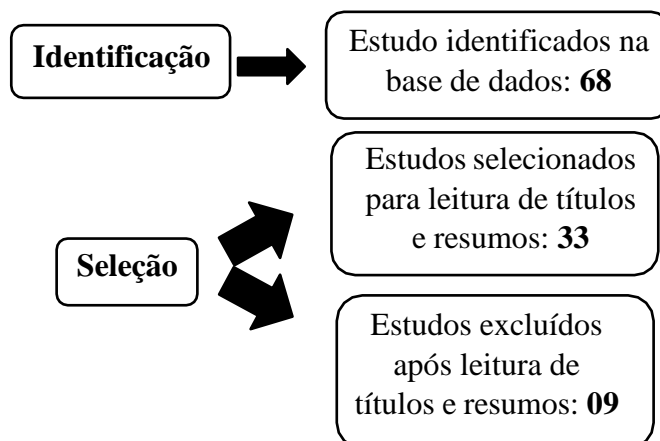 Identificação
Estudo identificados na
base de dados: 68
Estudos selecionados
para leitura de títulos
e resumos: 33
Seleção
Estudos excluídos
após leitura de
títulos e resumos: 09